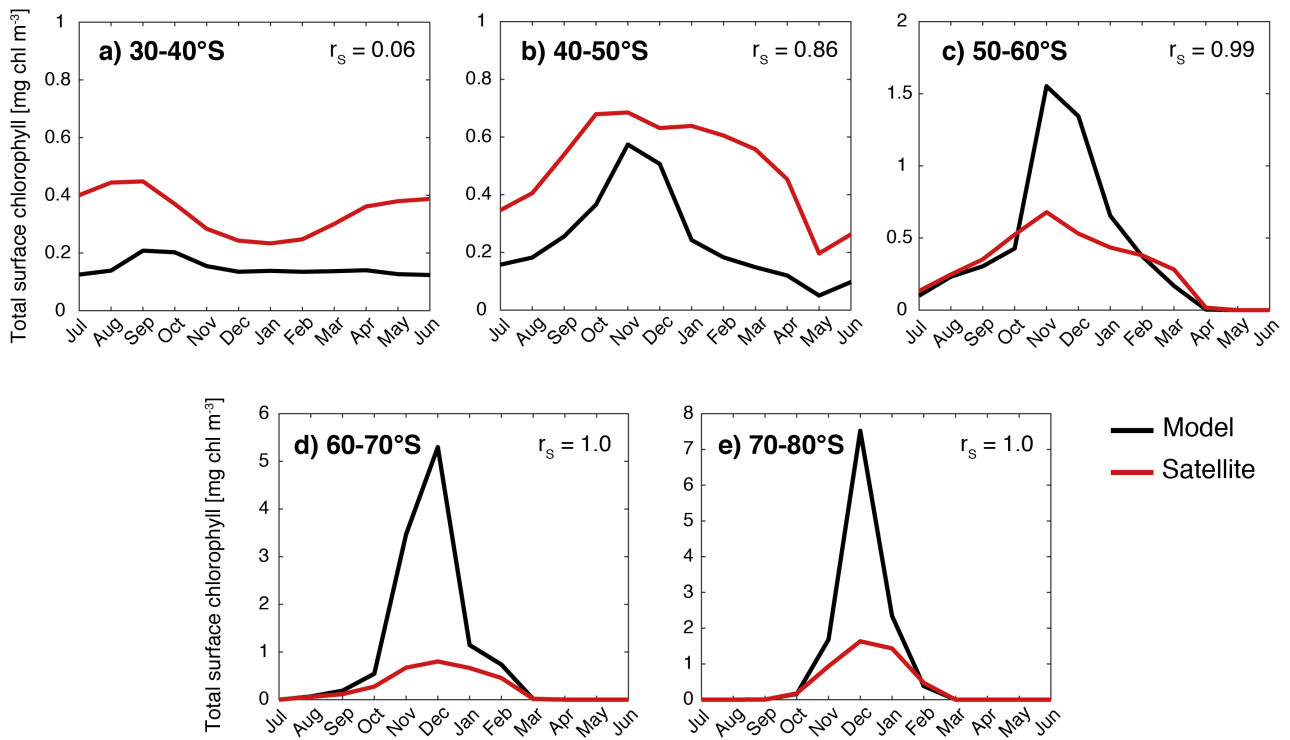 Total surface chlorophyll [mg chl m⁻³]
a) 30-40°S
rS = 0.06
1
0.8
0.6
0.4
0.2
0
Jul Aug Sep Oct Nov Dec Jan Feb Mar Apr May Jun
b) 40-50°S
rS = 0.86
1
0.8
0.6
0.4
0.2
0
Jul Aug Sep Oct Nov Dec Jan Feb Mar Apr May Jun
c) 50-60°S
rS = 0.99
2
1.5
1
0.5
0
Jul Aug Sep Oct Nov Dec Jan Feb Mar Apr May Jun
Total surface chlorophyll [mg chl m⁻³]
d) 60-70°S
rS = 1.0
6
5
4
3
2
1
0
Jul Aug Sep Oct Nov Dec Jan Feb Mar Apr May Jun
e) 70-80°S
rS = 1.0
8
7
6
5
4
3
2
1
0
Jul Aug Sep Oct Nov Dec Jan Feb Mar Apr May Jun
Model
Satellite